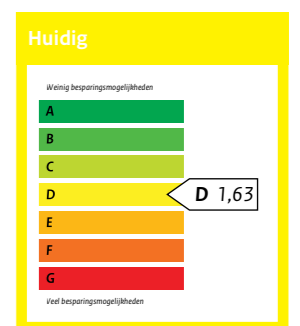 Huidig
Weinig besparingsmogelijkheden
A
B
C
D
D 1,63
E
F
G
Veel besparingsmogelijkheden